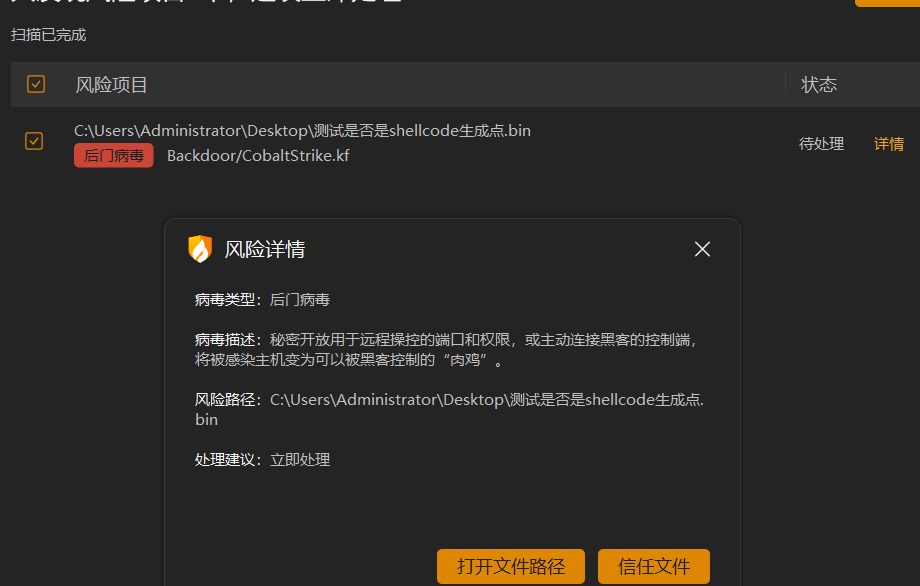 扫描已完成
风险项目 状态
C:\Users\Administrator\Desktop\测试是否是shellcode生成点.bin
后门病毒 Backdoor/CobaltStrike.kf 待处理 详情
风险详情
病毒类型：后门病毒
病毒描述：秘密开放用于远程操控的端口和权限，或主动连接黑客的控制端，
将被感染主机变为可以被黑客控制的“肉鸡”。
风险路径：C:\Users\Administrator\Desktop\测试是否是shellcode生成点.
bin
处理建议：立即处理
打开文件路径 信任文件